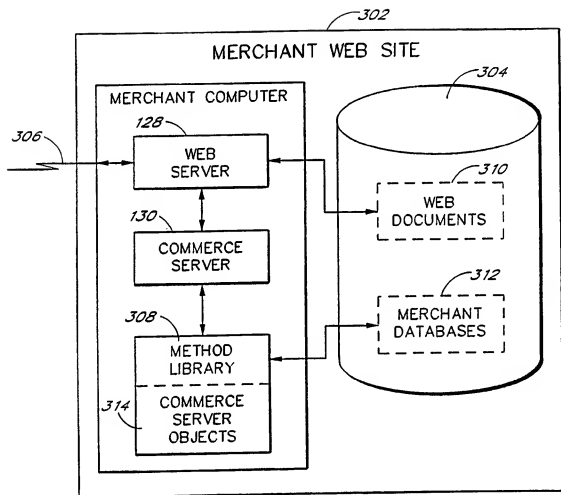 302
MERCHANT WEB SITE
304
MERCHANT COMPUTER
128
306
WEB
SERVER
310
WEB
DOCUMENTS
130
COMMERCE
SERVER
312
MERCHANT
DATABASES
308
METHOD
LIBRARY
314
COMMERCE
SERVER
OBJECTS